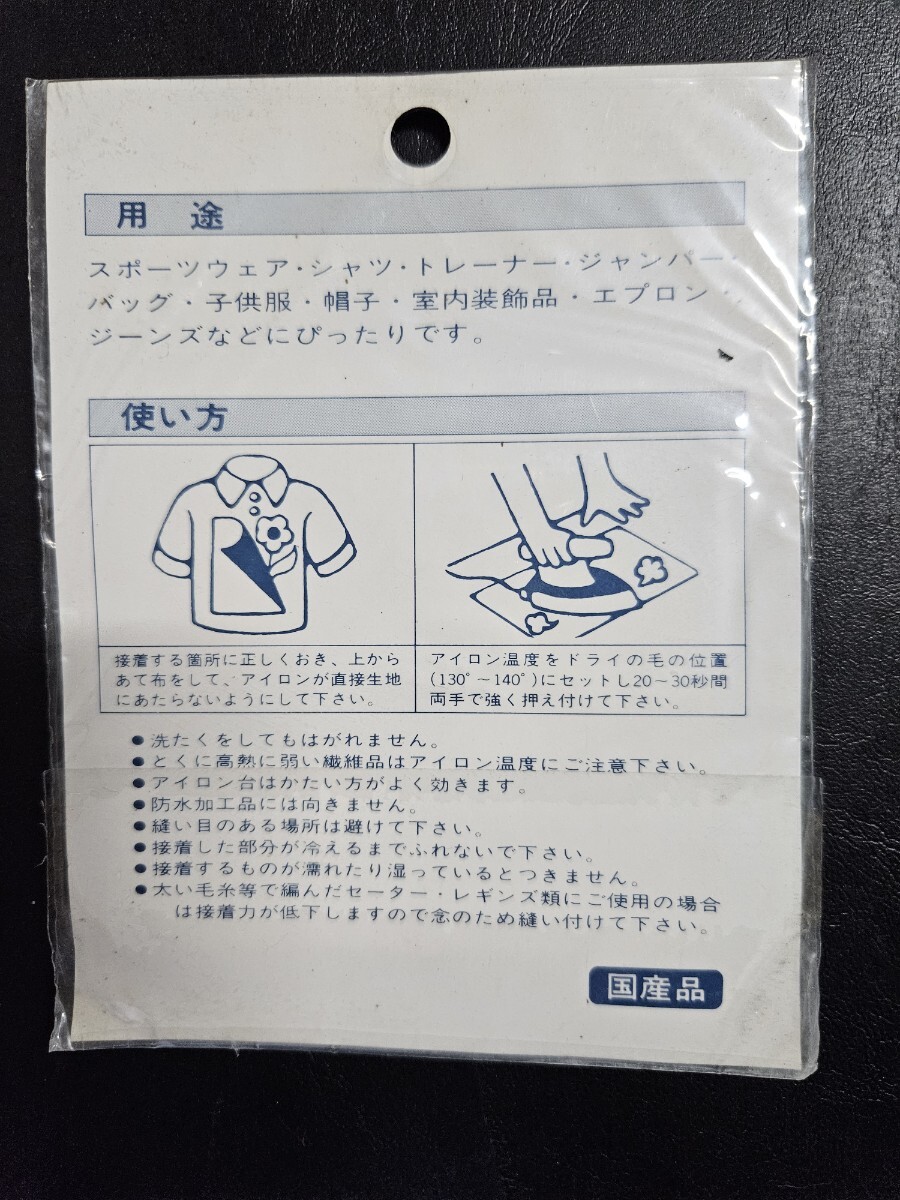 用 途
スポーツウェア・シャツ・トレーナー・ジャンパー・
バッグ・子供服・帽子・室内装飾品・エプロン・
ジーンズなどにぴったりです。
使い方
接着する箇所に正しくおき、上から
あて布をして、アイロンが直接生地
にあたらないようにして下さい。
アイロン温度をドライの毛の位置
(130°~140°)にセットし20~30秒間
両手で強く押え付けて下さい。
●洗たくをしてもはがれません。
●とくに高熱に弱い繊維品はアイロン温度にご注意下さい。
●アイロン台はかたい方がよく効きます。
●防水加工品には向きません。
●縫い目のある場所は避けて下さい。
●接着した部分が冷えるまでふれないで下さい。
●接着するものが濡れたり湿っているとつきません。
●太い毛糸等で編んだセーター・レギンズ類にご使用の場合
は接着力が低下しますので念のため縫い付けて下さい。
国産品